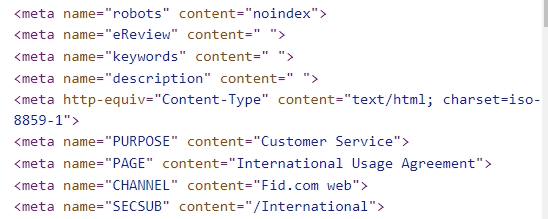 <meta name="robots" content="noindex">
<meta name="eReview" content=" ">
<meta name="keywords" content=" ">
<meta name="description" content=" ">
<meta http-equiv="Content-Type" content="text/html; charset=iso-
8859-1">
<meta name="PURPOSE" content="Customer Service">
<meta name="PAGE" content="International Usage Agreement">
<meta name="CHANNEL" content="Fid.com web">
<meta name="SECSUB" content="/International">